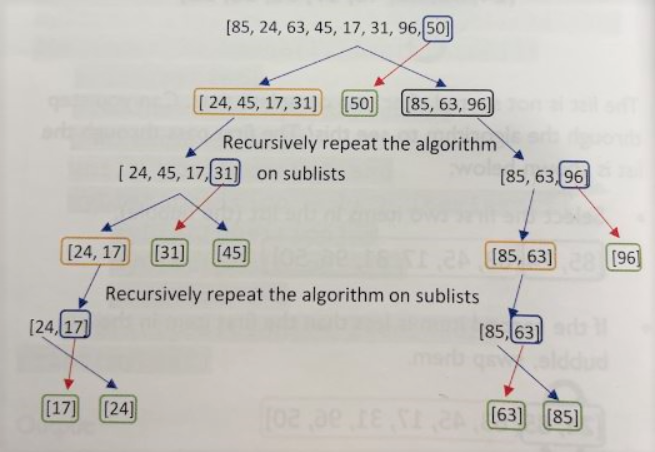 [85, 24, 63, 45, 17, 31, 96, 50]
[ 24, 45, 17, 31] [50] [85, 63, 96]
Recursively repeat the algorithm
on sublists
[ 24, 45, 17, 31] [85, 63, 96]
[24, 17] [31] [45] [85, 63] [96]
Recursively repeat the algorithm on sublists
[24, 17] [85, 63]
[17] [24] [63] [85]